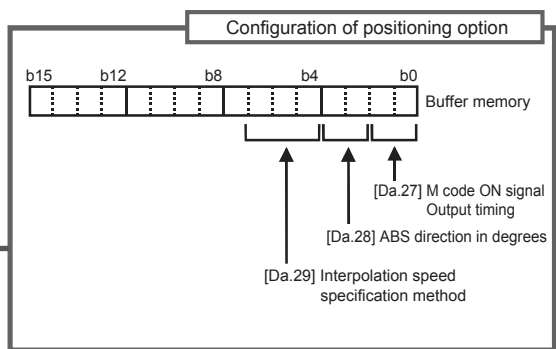 Configuration of positioning option
b15 b12 b8 b4 b0
Buffer memory
[Da.27] M code ON signal
Output timing
[Da.28] ABS direction in degrees
[Da.29] Interpolation speed
specification method